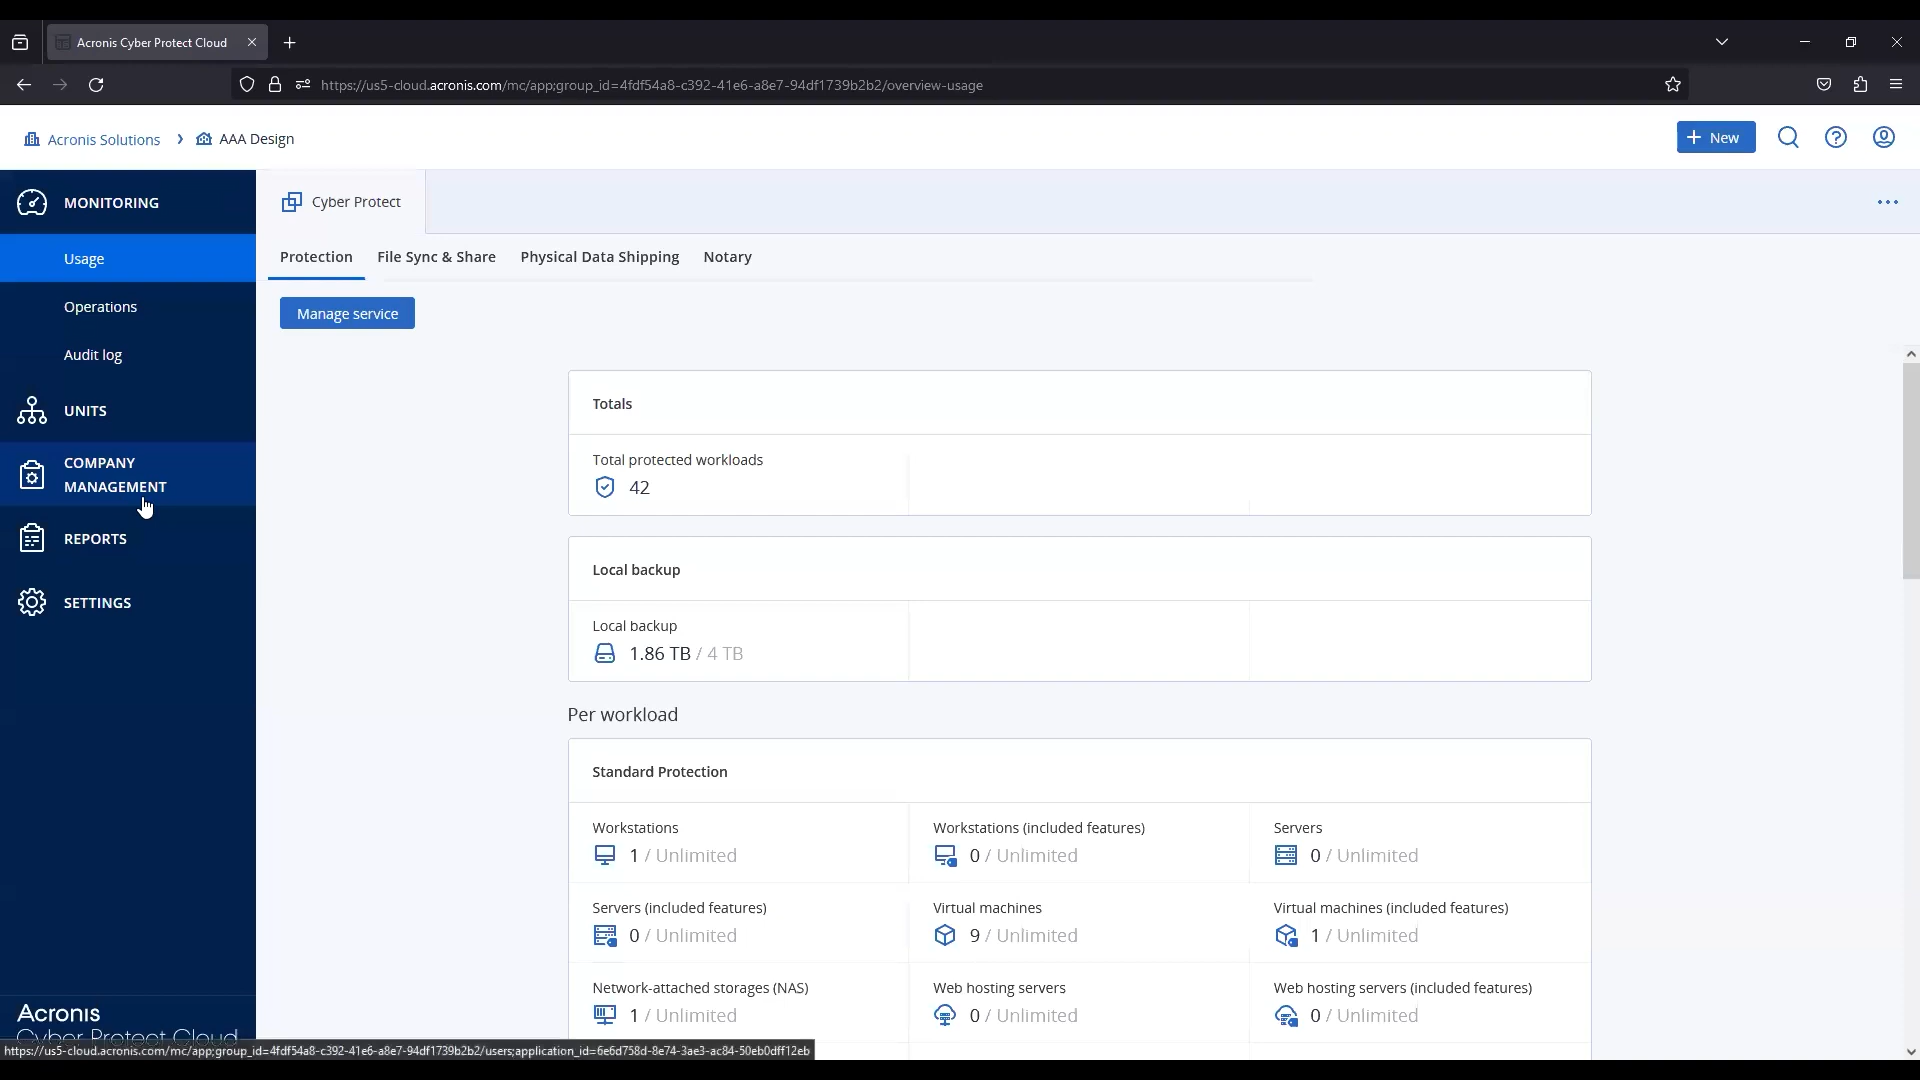 Acronis Cyber Protect Cloud
https://us5-cloud.acronis.com/mc/app;group_id=4fdf54a8-c392-41e6-a8e7-94df1739b2b2/overview-usage
Acronis Solutions > AAA Design
+ New
MONITORING
Usage
Operations
Audit log
UNITS
COMPANY
MANAGEMENT
REPORTS
SETTINGS
Acronis
Cyber Protect Cloud
Cyber Protect
Protection File Sync & Share Physical Data Shipping Notary
Manage service
Totals
Total protected workloads
42
Local backup
Local backup
1.86 TB / 4 TB
Per workload
Standard Protection
Workstations Workstations (included features) Servers
1 / Unlimited 0 / Unlimited 0 / Unlimited
Servers (included features) Virtual machines Virtual machines (included features)
0 / Unlimited 9 / Unlimited 1 / Unlimited
Network-attached storages (NAS) Web hosting servers Web hosting servers (included features)
1 / Unlimited 0 / Unlimited 0 / Unlimited
https://us5-cloud.acronis.com/mc/app;group_id=4fdf54a8-c392-41e6-a8e7-94df1739b2b2/users;application_id=6e6d758d-8e74-3ae3-ac84-50eb0dff12eb